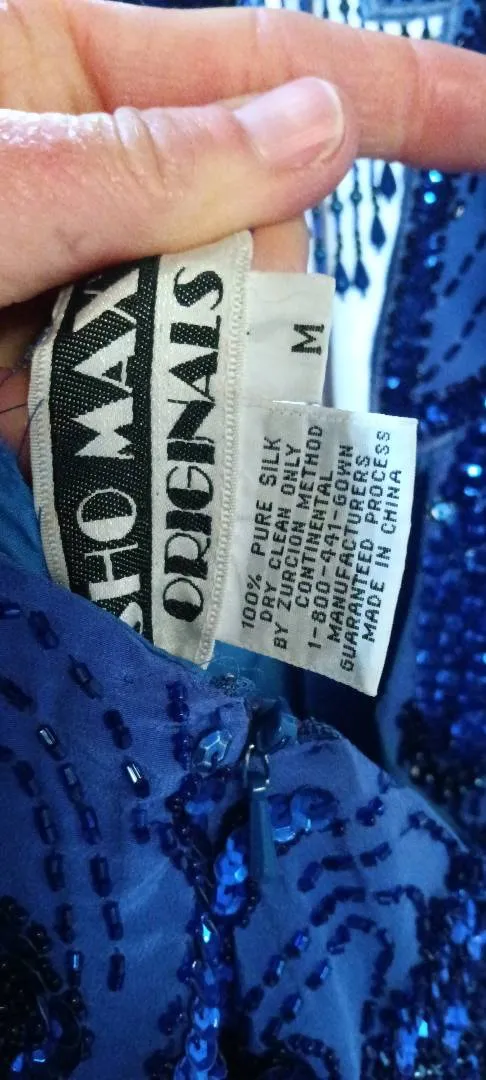 SHO MAX
ORIGINALS
M
100% PURE SILK
DRY CLEAN ONLY
BY ZURCION METHOD
CONTINENTAL
1-800-441-GOWN
MANUFACTURERS
GUARANTEED PROCESS
MADE IN CHINA